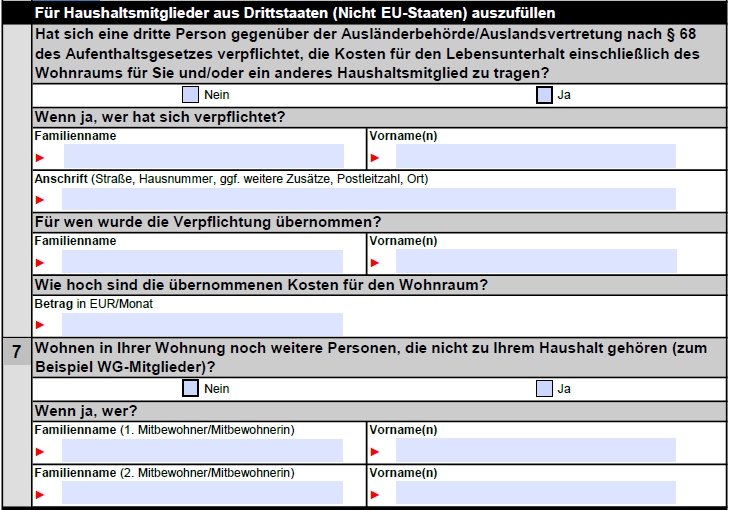 Für Haushaltsmitglieder aus Drittstaaten (Nicht EU-Staaten) auszufüllen
Hat sich eine dritte Person gegenüber der Ausländerbehörde/Auslandsvertretung nach § 68
des Aufenthaltsgesetzes verpflichtet, die Kosten für den Lebensunterhalt einschließlich des
Wohnraums für Sie und/oder ein anderes Haushaltsmitglied zu tragen?
Nein Ja
Wenn ja, wer hat sich verpflichtet?
Familienname Vorname(n)
Anschrift (Straße, Hausnummer, ggf. weitere Zusätze, Postleitzahl, Ort)
Für wen wurde die Verpflichtung übernommen?
Familienname Vorname(n)
Wie hoch sind die übernommenen Kosten für den Wohnraum?
Betrag in EUR/Monat
7 Wohnen in Ihrer Wohnung noch weitere Personen, die nicht zu Ihrem Haushalt gehören (zum
Beispiel WG-Mitglieder)?
Nein Ja
Wenn ja, wer?
Familienname (1. Mitbewohner/Mitbewohnerin) Vorname(n)
Familienname (2. Mitbewohner/Mitbewohnerin) Vorname(n)